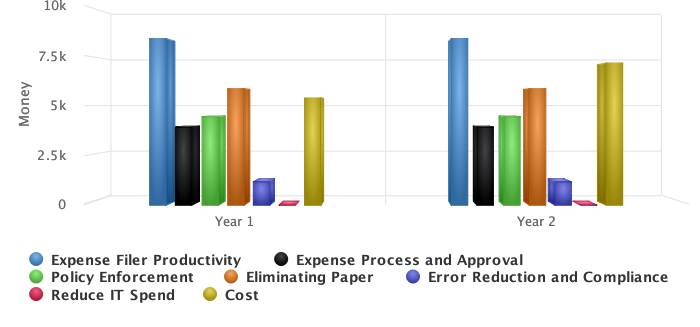 10k
7.5k
5k
2.5k
0
Money
Year 1 Year 2
Expense Filer Productivity Expense Process and Approval
Policy Enforcement Eliminating Paper Error Reduction and Compliance
Reduce IT Spend Cost